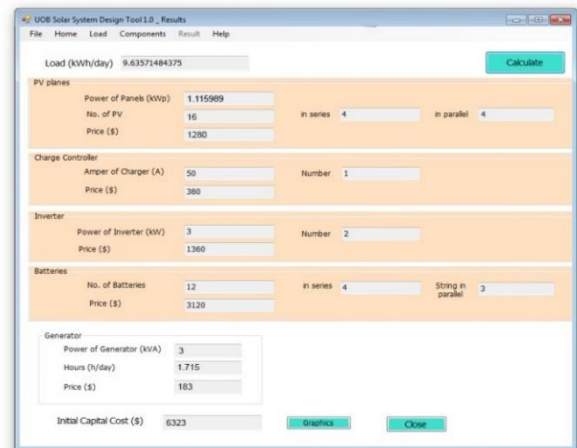 UOB Solar System Design Tool 1.0 _ Results
File Home Load Components Result Help
Load (kWh/day) 9.63571484375 Calculate
PV planes
Power of Panels (kWp) 1.115989
No. of PV 16 in series 4 in parallel 4
Price ($) 1280
Charge Controller
Amper of Charger (A) 50 Number 1
Price ($) 380
Inverter
Power of Inverter (kW) 3 Number 2
Price ($) 1360
Batteries
No. of Batteries 12 in series 4 String in parallel 3
Price ($) 3120
Generator
Power of Generator (kVA) 3
Hours (h/day) 1.715
Price ($) 183
Initial Capital Cost ($) 6323 Graphics Close